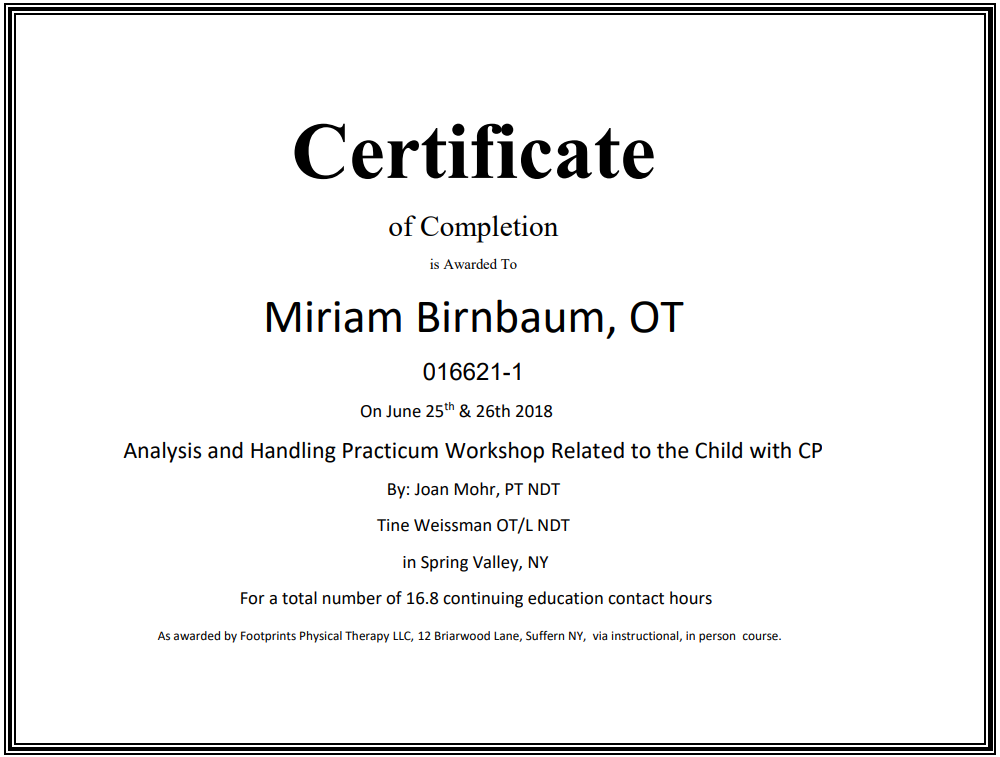 Certificate
of Completion
is Awarded To
Miriam Birnbaum, OT
016621-1
On June 25th & 26th 2018
Analysis and Handling Practicum Workshop Related to the Child with CP
By: Joan Mohr, PT NDT
Tine Weissman OT/L NDT
in Spring Valley, NY
For a total number of 16.8 continuing education contact hours
As awarded by Footprints Physical Therapy LLC, 12 Briarwood Lane, Suffern NY,  via instructional, in person  course.